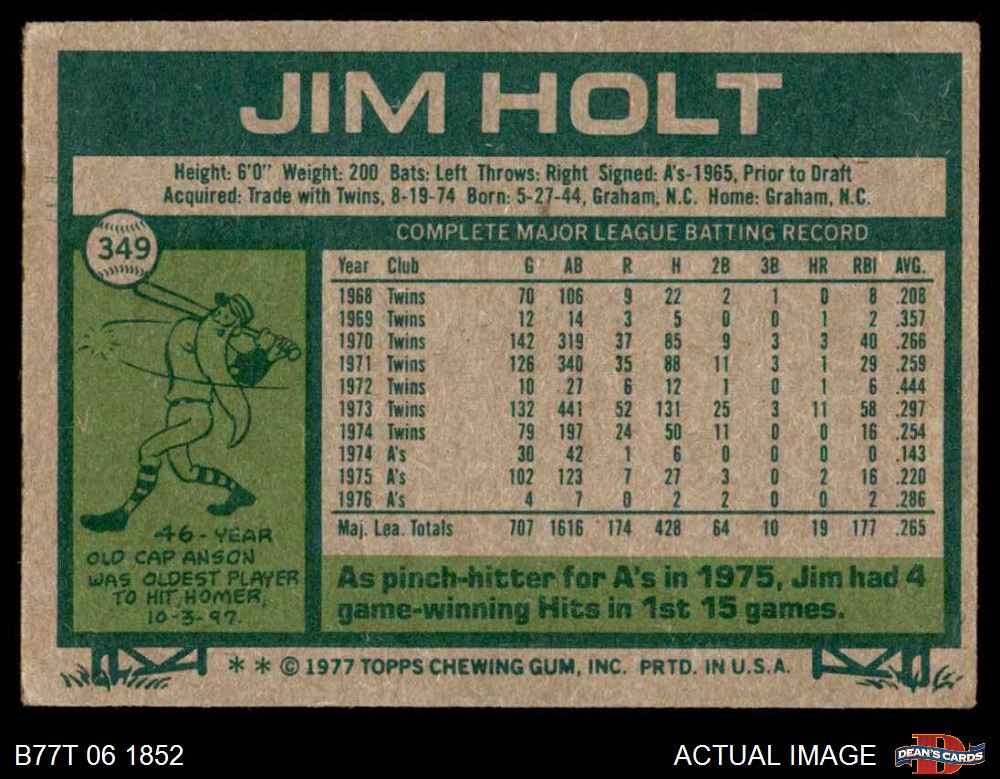 JIM HOLT
Height: 6'0" Weight: 200 Bats: Left Throws: Right Signed: A's-1965, Prior to Draft
Acquired: Trade with Twins, 8-19-74 Born: 5-27-44, Graham, N.C. Home: Graham, N.C.
349
COMPLETE MAJOR LEAGUE BATTING RECORD
Year Club G AB R H 2B 3B HR RBI AVG.
1968 Twins 70 106 9 22 2 1 0 8 .208
1969 Twins 12 14 3 5 0 0 1 2 .357
1970 Twins 142 319 37 85 9 3 3 40 .266
1971 Twins 126 340 35 88 11 3 1 29 .259
1972 Twins 10 27 6 12 1 0 1 6 .444
1973 Twins 132 441 52 131 25 3 11 58 .297
1974 Twins 79 197 24 50 11 0 0 16 .254
1974 A's 30 42 1 6 0 0 0 0 .143
1975 A's 102 123 7 27 3 0 2 16 .220
1976 A's 4 7 0 2 2 0 0 2 .286
Maj. Lea. Totals 707 1616 174 428 64 10 19 177 .265
46-YEAR
OLD CAP ANSON
WAS OLDEST PLAYER
TO HIT HOMER,
10-3-97.
As pinch-hitter for A's in 1975, Jim had 4
game-winning Hits in 1st 15 games.
* * © 1977 TOPPS CHEWING GUM, INC. PRTD. IN U.S.A.
B77T 06 1852
ACTUAL IMAGE
D
DEAN'S CARDS